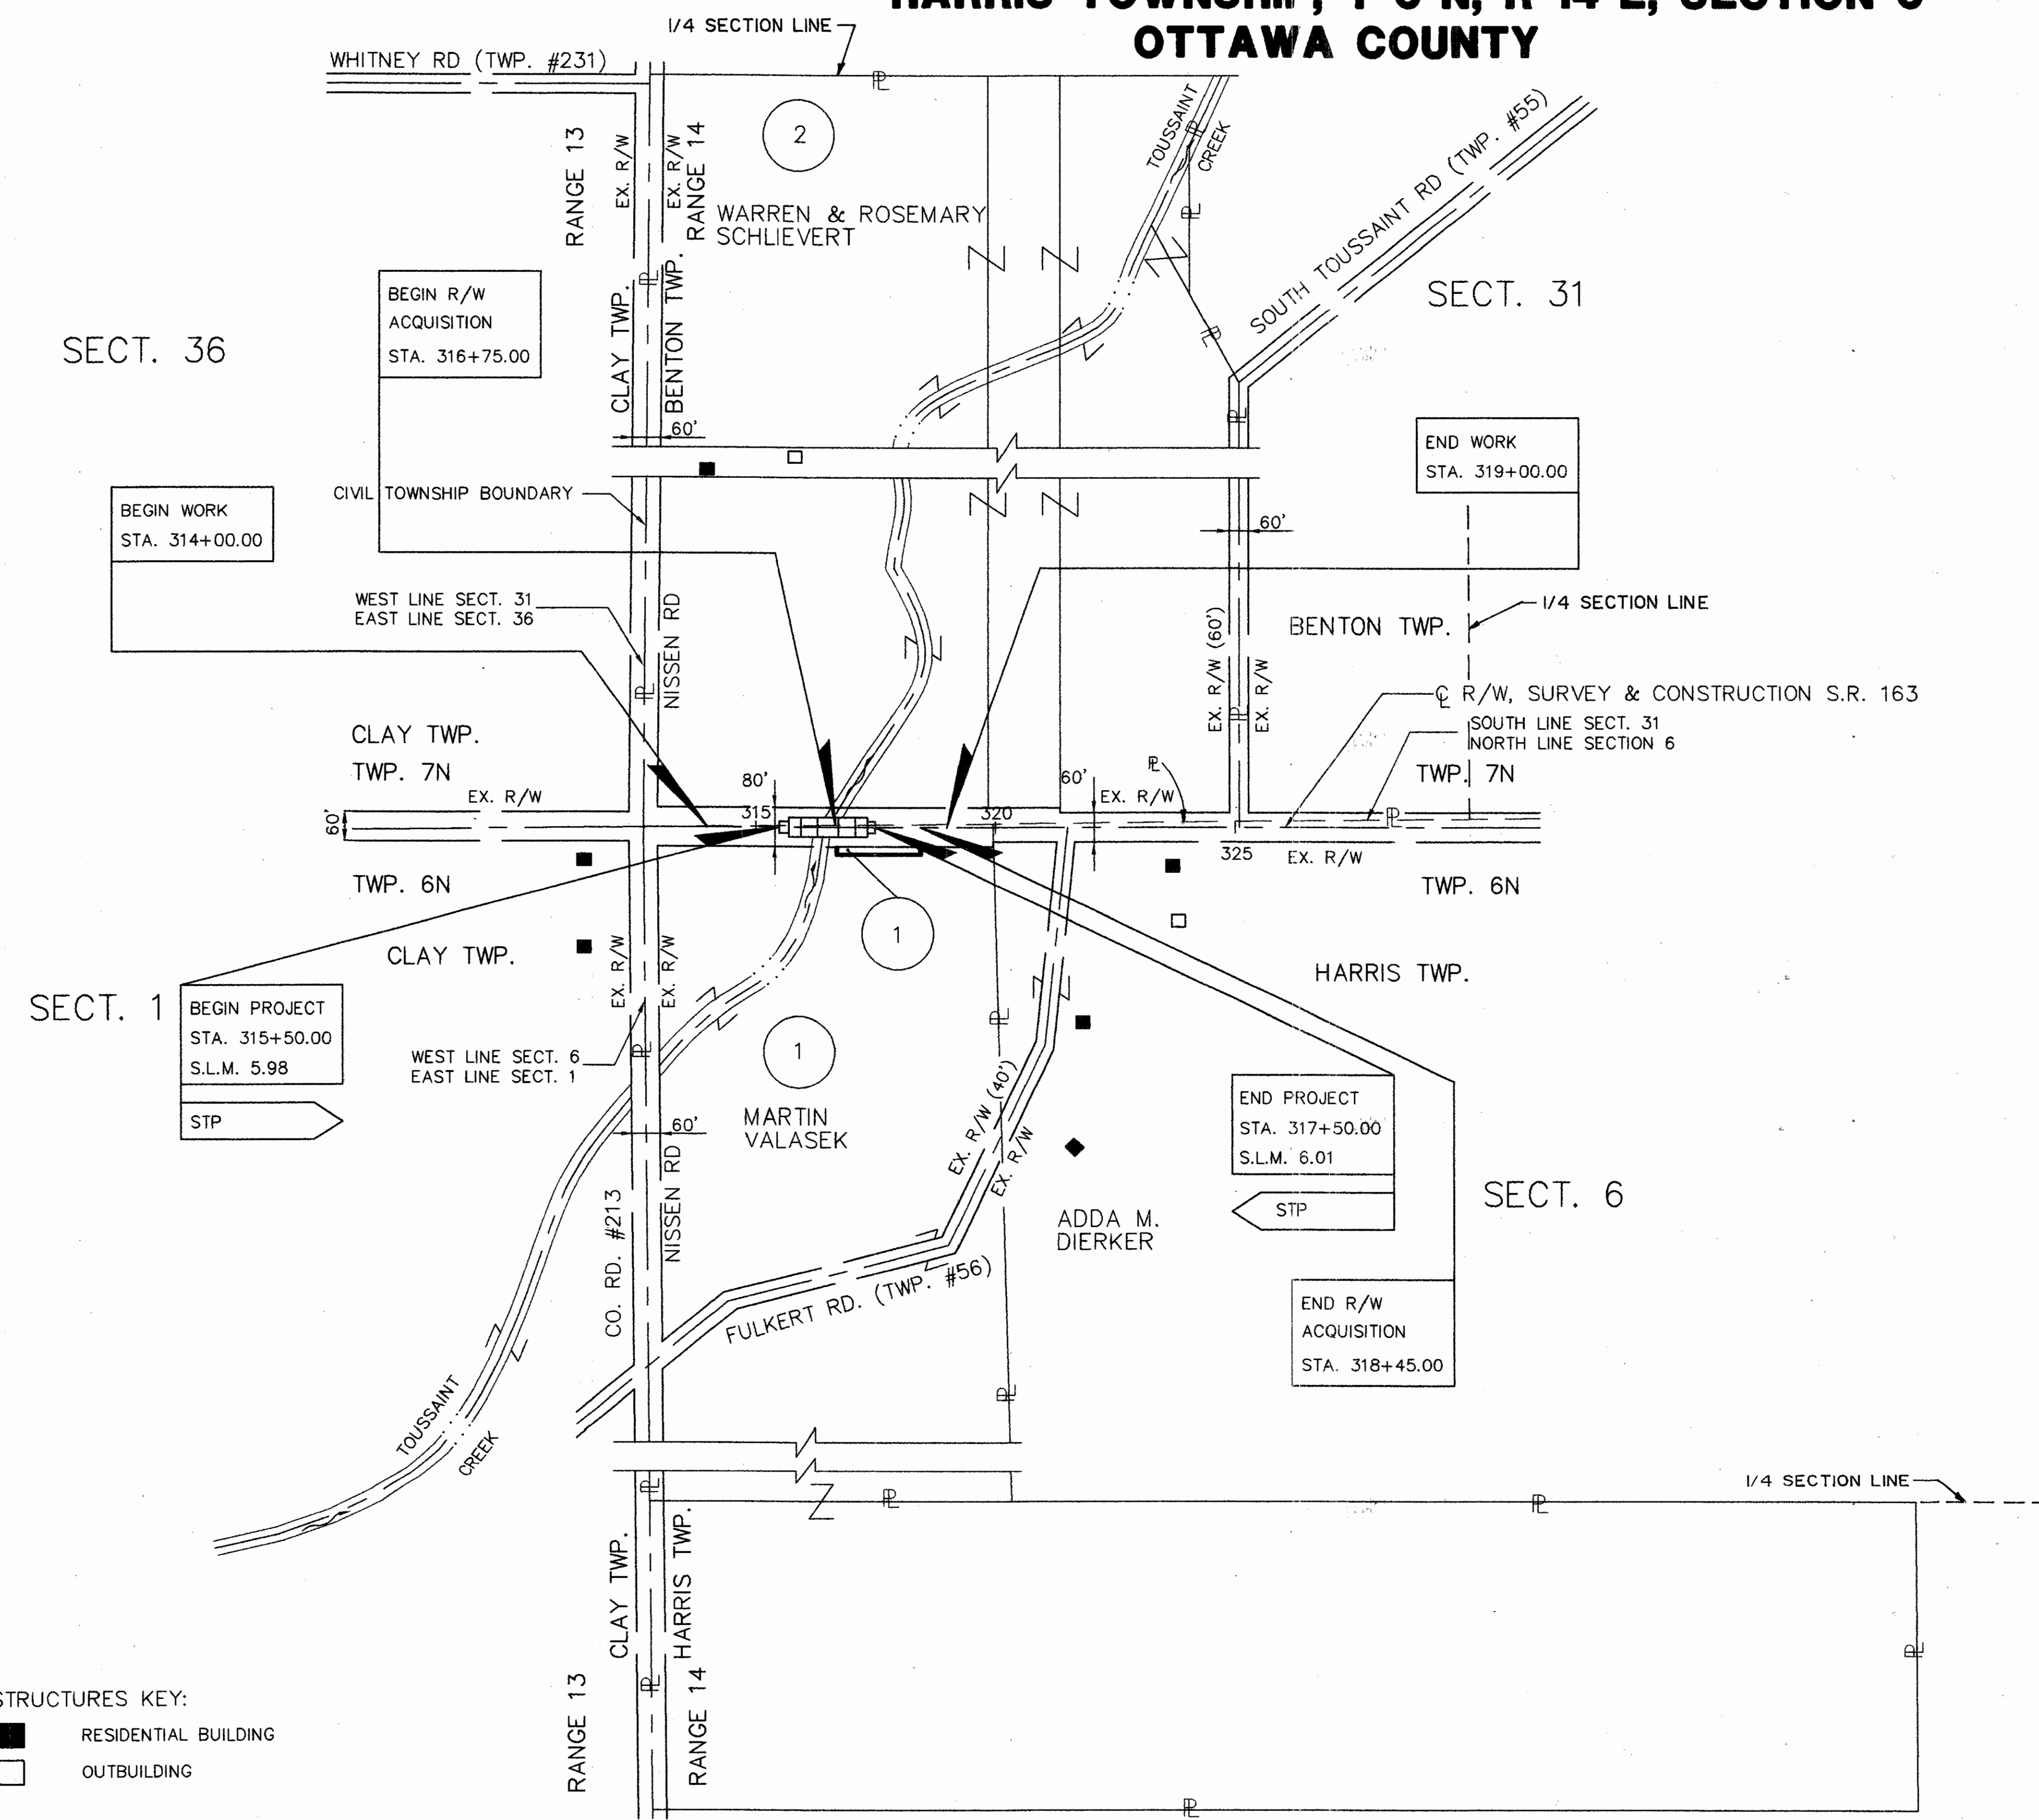 OTTAWA COUNTY
1/4 SECTION LINE
WHITNEY RD (TWP. #231)
2
TOUSSAINT
CREEK
SOUTH TOUSSAINT RD (TWP. #55)
RANGE 13
EX. R/W
EX. R/W
RANGE 14
WARREN & ROSEMARY
SCHLIEVERT
SECT. 31
SECT. 36
BEGIN R/W
ACQUISITION
STA. 316+75.00
CLAY TWP.
BENTON TWP.
60'
END WORK
STA. 319+00.00
CIVIL TOWNSHIP BOUNDARY
BEGIN WORK
STA. 314+00.00
60'
WEST LINE SECT. 31
EAST LINE SECT. 36
NISSEN RD
1/4 SECTION LINE
BENTON TWP.
EX. R/W (60')
EX. R/W
℄ R/W, SURVEY & CONSTRUCTION S.R. 163
SOUTH LINE SECT. 31
NORTH LINE SECTION 6
CLAY TWP.
TWP. 7N
TWP. 7N
EX. R/W
80'
60'
EX. R/W
60'
315
320
325
EX. R/W
TWP. 6N
TWP. 6N
1
CLAY TWP.
EX. R/W
EX. R/W
HARRIS TWP.
SECT. 1
BEGIN PROJECT
STA. 315+50.00
S.L.M. 5.98
STP
WEST LINE SECT. 6
EAST LINE SECT. 1
1
MARTIN
VALASEK
60'
EX. R/W (40')
EX. R/W
END PROJECT
STA. 317+50.00
S.L.M. 6.01
STP
SECT. 6
CO. RD. #213
NISSEN RD
ADDA M.
DIERKER
FULKERT RD. (TWP. #56)
END R/W
ACQUISITION
STA. 318+45.00
TOUSSAINT
CREEK
1/4 SECTION LINE
CLAY TWP.
HARRIS TWP.
RANGE 13
RANGE 14
STRUCTURES KEY:
RESIDENTIAL BUILDING
OUTBUILDING